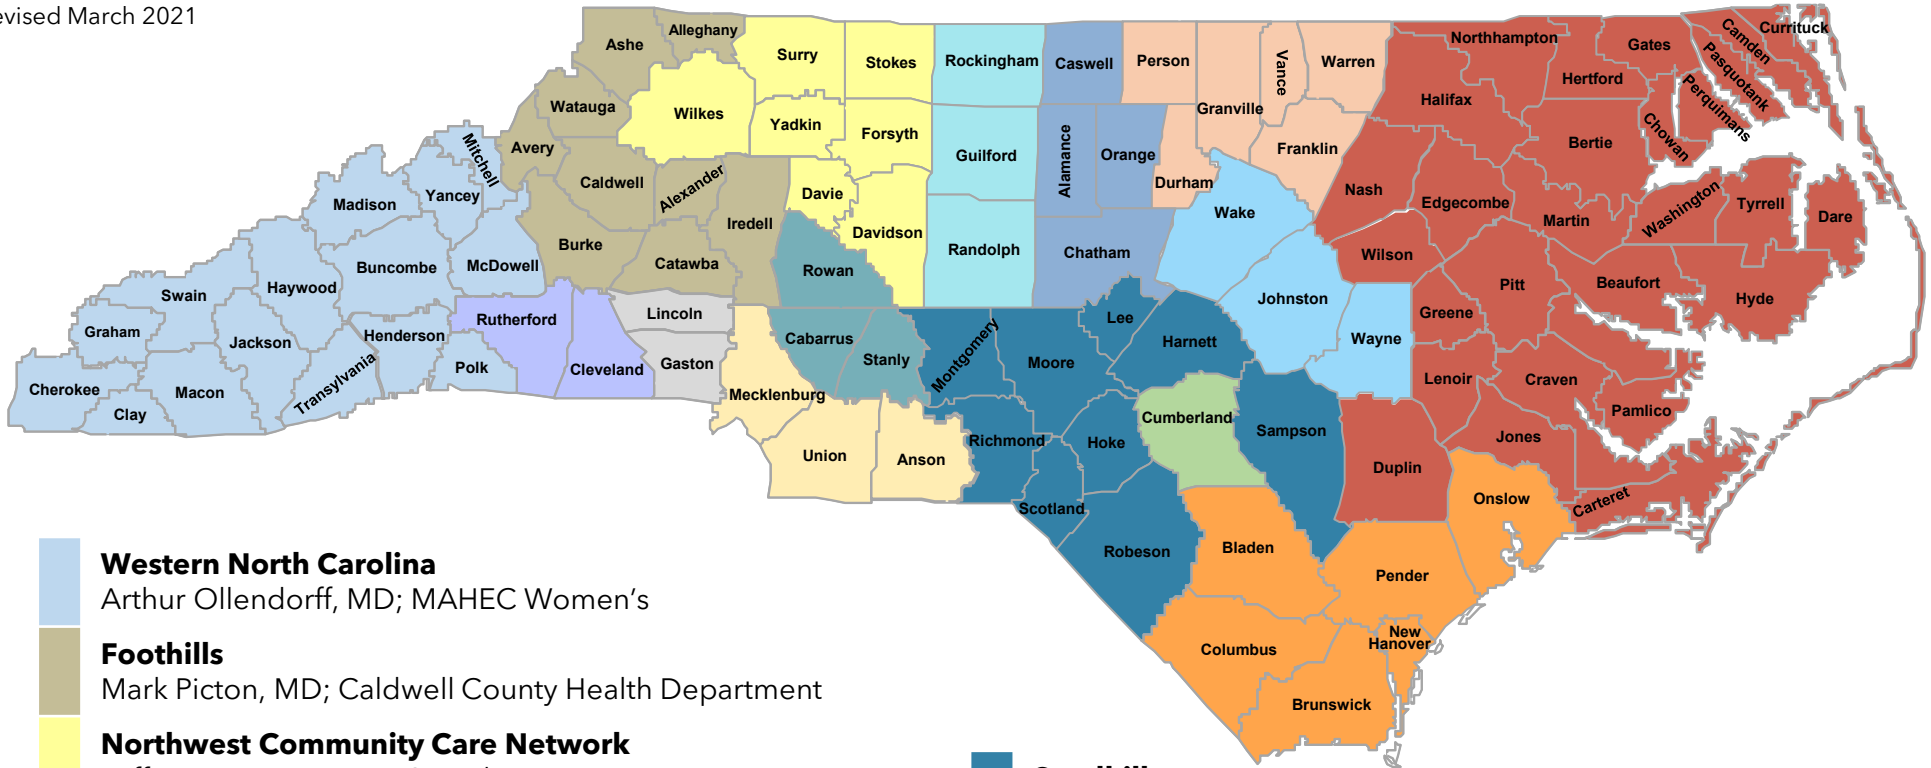 evised March 2021
Ashe
Alleghany
Surry
Stokes
Rockingham
Caswell
Person
Granville
Vance
Warren
Northhampton
Gates
Camden
Currituck
Pasquotank
Perquimans
Hertford
Halifax
Watauga
Wilkes
Yadkin
Forsyth
Guilford
Alamance
Orange
Durham
Franklin
Bertie
Chowan
Mitchell
Avery
Caldwell
Alexander
Davie
Iredell
Davidson
Randolph
Chatham
Wake
Nash
Edgecombe
Martin
Washington
Tyrrell
Dare
Madison
Yancey
Burke
Catawba
Rowan
Wilson
Pitt
Beaufort
Hyde
Buncombe
McDowell
Swain
Haywood
Rutherford
Lincoln
Johnston
Greene
Graham
Jackson
Henderson
Cleveland
Gaston
Cabarrus
Stanly
Montgomery
Moore
Lee
Harnett
Wayne
Lenoir
Craven
Pamlico
Cherokee
Clay
Macon
Transylvania
Polk
Mecklenburg
Union
Anson
Richmond
Hoke
Cumberland
Sampson
Duplin
Jones
Onslow
Carteret
Scotland
Robeson
Bladen
Pender
Columbus
New
Hanover
Brunswick
Western North Carolina
Arthur Ollendorff, MD; MAHEC Women's
Foothills
Mark Picton, MD; Caldwell County Health Department
Northwest Community Care Network